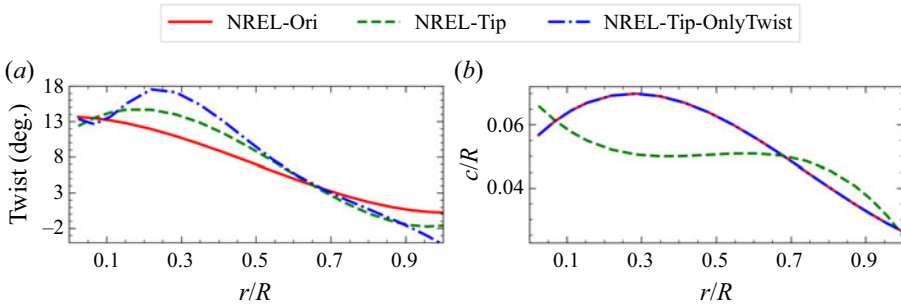 NREL-Ori NREL-Tip NREL-Tip-OnlyTwist
(a) (b)
18
13
8
3
−2
Twist (deg.)
0.1 0.3 0.5 0.7 0.9
r/R
0.06
0.04
c/R
0.1 0.3 0.5 0.7 0.9
r/R